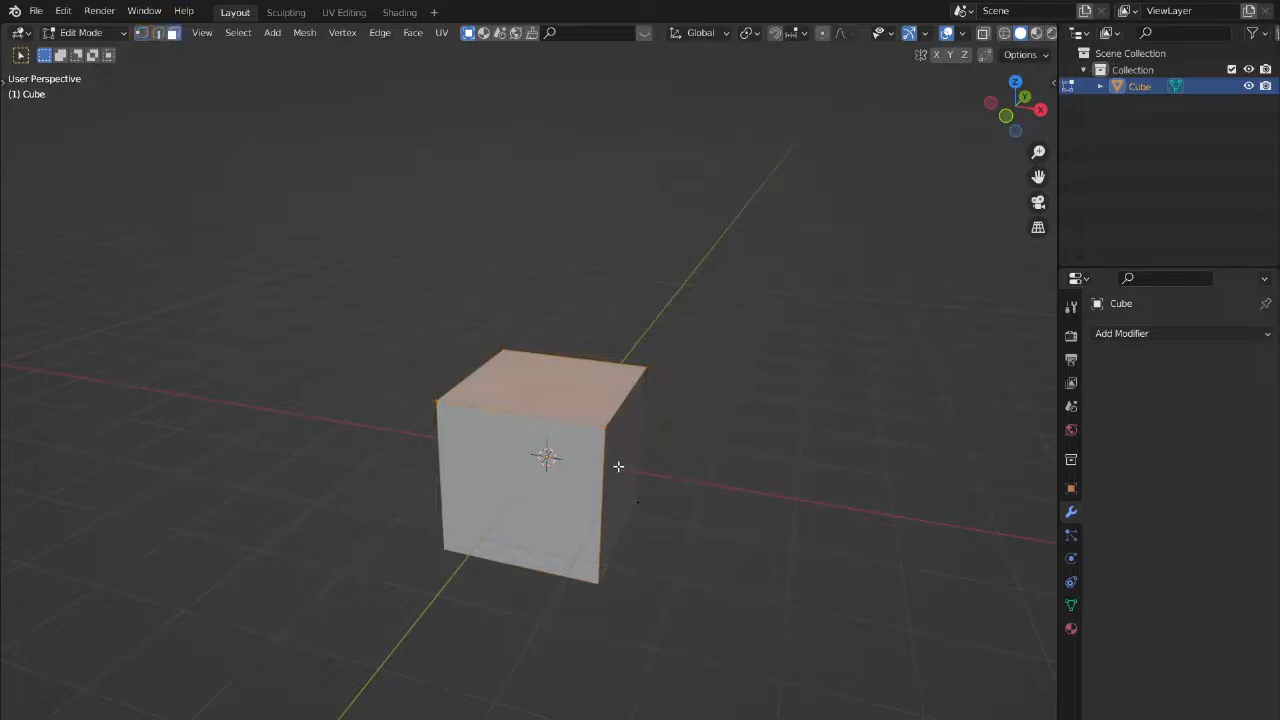 File Edit Render Window Help Layout Sculpting UV Editing Shading + Scene ViewLayer
Edit Mode View Select Add Mesh Vertex Edge Face UV Global
X Y Z Options
User Perspective
(1) Cube
Z
Y
X
Scene Collection
Collection
Cube
Cube
Add Modifier